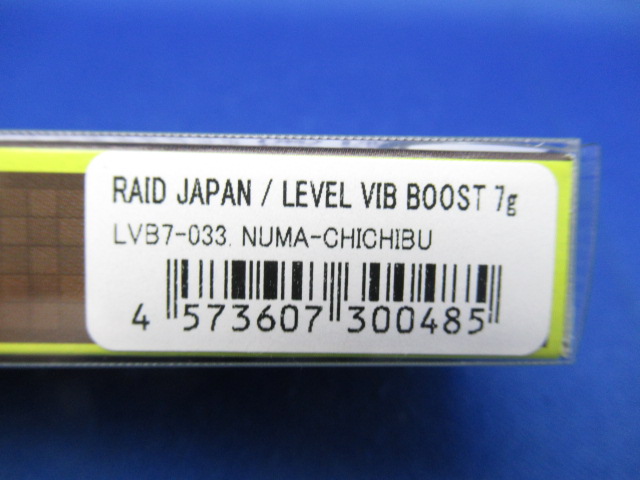 RAID JAPAN / LEVEL VIB BOOST 7g
LVB7-033. NUMA-CHICHIBU
4 573607 300485